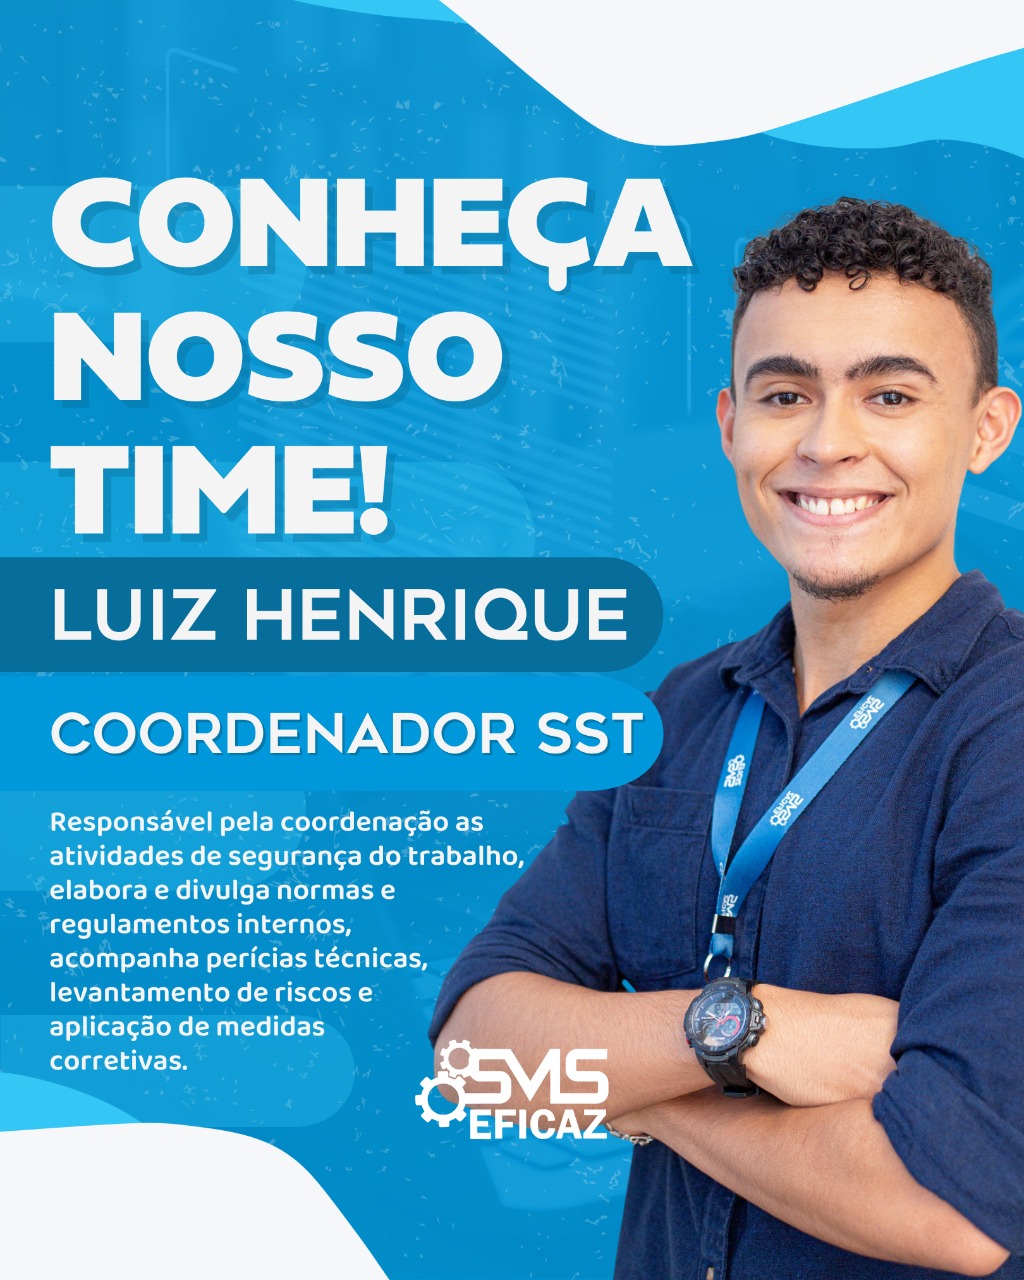 CONHEÇA
NOSSO
TIME!
LUIZ HENRIQUE
COORDENADOR SST
Responsável pela coordenação as
atividades de segurança do trabalho,
elabora e divulga normas e
regulamentos internos,
acompanha perícias técnicas,
levantamento de riscos e
aplicação de medidas
corretivas.
SMS
EFICAZ